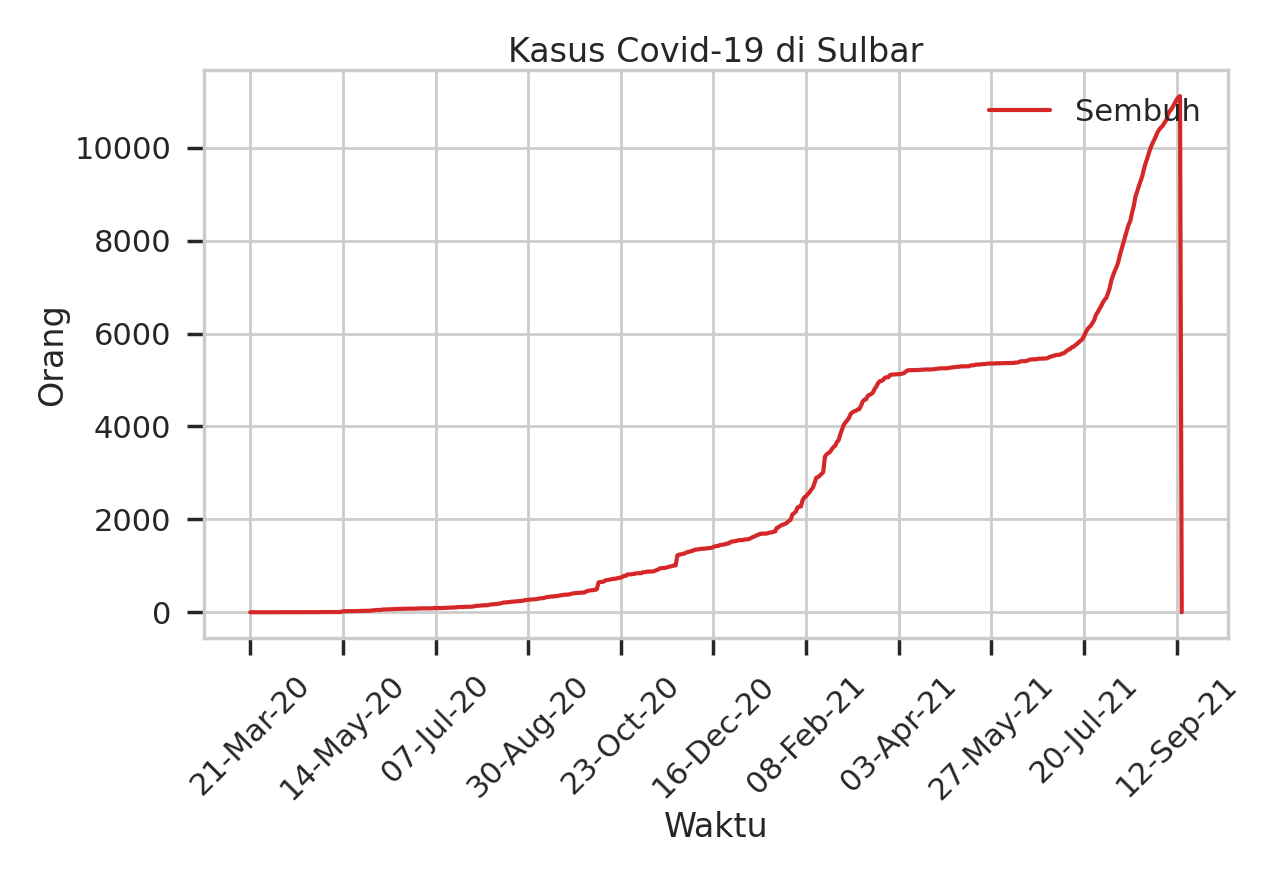 Kasus Covid-19 di Sulbar
Sembuh
Orang
10000
8000
6000
4000
2000
0
21-Mar-20
14-May-20
07-Jul-20
30-Aug-20
23-Oct-20
16-Dec-20
08-Feb-21
03-Apr-21
27-May-21
20-Jul-21
12-Sep-21
Waktu